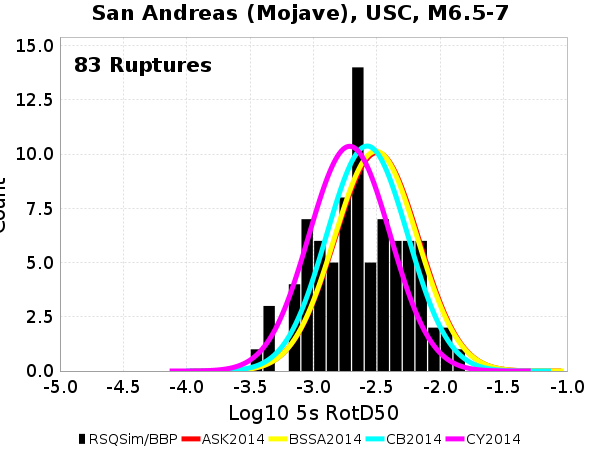 San Andreas (Mojave), USC, M6.5-7
83 Ruptures
15.0
12.5
10.0
7.5
5.0
2.5
0.0
-5.0 -4.5 -4.0 -3.5 -3.0 -2.5 -2.0 -1.5 -1.0
Log10 5s RotD50
RSQSim/BBP ASK2014 BSSA2014 CB2014 CY2014